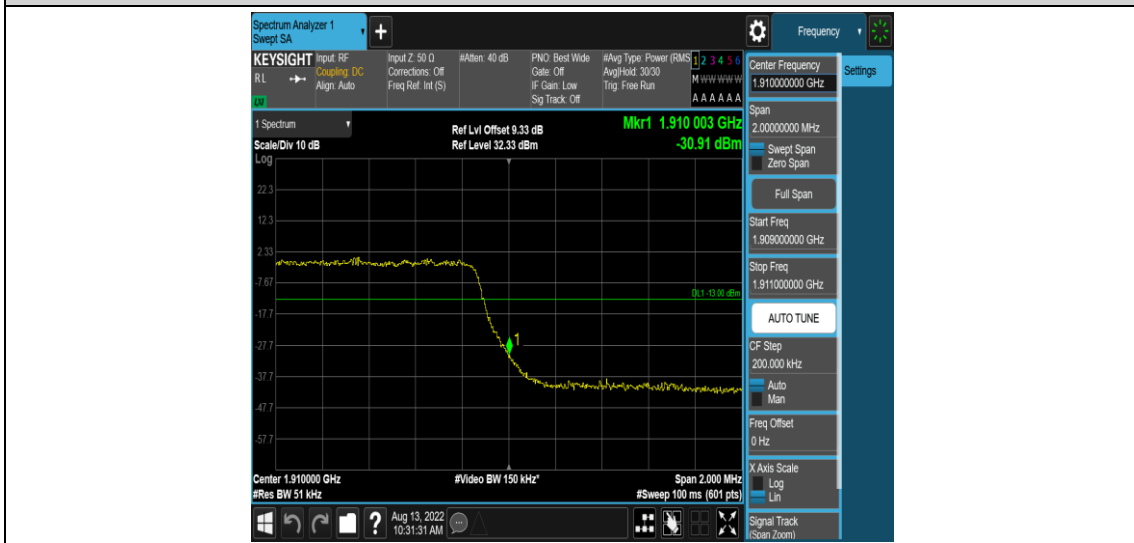 Spectrum Analyzer 1
Swept SA
+
Frequency
KEYSIGHT
RL
LXI
Input: RF
Coupling: DC
Align: Auto
Input Z: 50 Ω
Corrections: Off
Freq Ref: Int (S)
#Atten: 40 dB
PNO: Best Wide
Gate: Off
IF Gain: Low
Sig Track: Off
#Avg Type: Power (RMS
Avg|Hold: 30/30
Trig: Free Run
1 2 3 4 5 6
M W W W W W
A A A A A A
Center Frequency
1.910000000 GHz
Settings
1 Spectrum
Scale/Div 10 dB
Ref Lvl Offset 9.33 dB
Ref Level 32.33 dBm
Mkr1 1.910 003 GHz
-30.91 dBm
Span
2.00000000 MHz
Swept Span
Zero Span
Full Span
Start Freq
1.909000000 GHz
Stop Freq
1.911000000 GHz
AUTO TUNE
CF Step
200.000 kHz
Auto
Man
Freq Offset
0 Hz
X Axis Scale
Log
Lin
Signal Track
(Span Zoom)
Log
22.3
12.3
2.33
-7.67
DL1 -13.00 dBm
-17.7
1
-27.7
-37.7
-47.7
-57.7
Center 1.910000 GHz
#Video BW 150 kHz*
Span 2.000 MHz
#Res BW 51 kHz
#Sweep 100 ms (601 pts)
?
Aug 13, 2022
10:31:31 AM